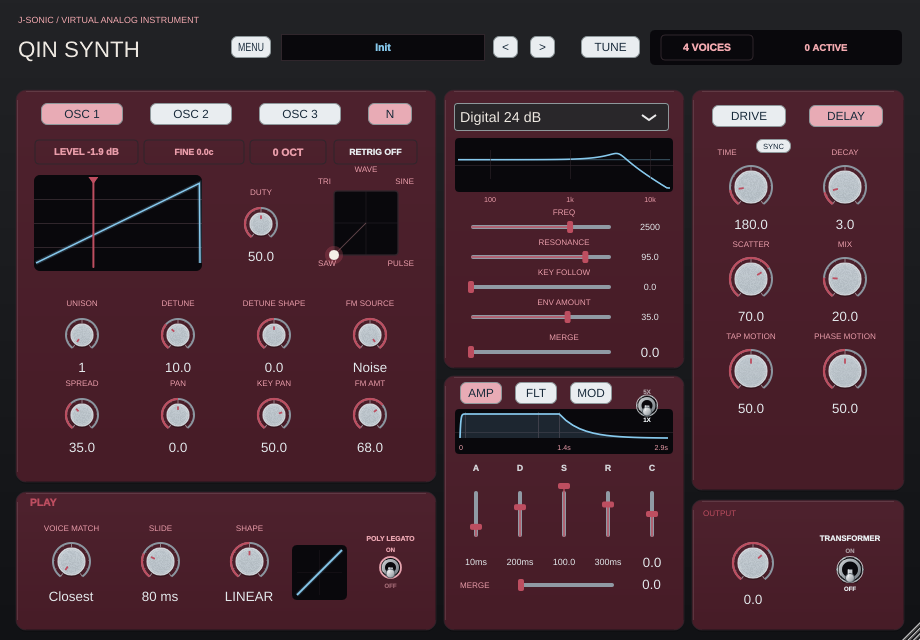 J-SONIC / VIRTUAL ANALOG INSTRUMENT
QIN SYNTH
MENU
Init
<
>
TUNE
4 VOICES
0 ACTIVE
OSC 1
OSC 2
OSC 3
N
LEVEL -1.9 dB
FINE 0.0c
0 OCT
RETRIG OFF
WAVE
TRI
SINE
DUTY
50.0
SAW
PULSE
UNISON
DETUNE
DETUNE SHAPE
FM SOURCE
1
10.0
0.0
Noise
SPREAD
PAN
KEY PAN
FM AMT
35.0
0.0
50.0
68.0
PLAY
VOICE MATCH
SLIDE
SHAPE
POLY LEGATO
ON
OFF
Closest
80 ms
LINEAR
Digital 24 dB
100
1k
10k
FREQ
2500
RESONANCE
95.0
KEY FOLLOW
0.0
ENV AMOUNT
35.0
MERGE
0.0
AMP
FLT
MOD
5X
1X
0
1.4s
2.9s
A
D
S
R
C
10ms
200ms
100.0
300ms
0.0
MERGE
0.0
DRIVE
DELAY
TIME
SYNC
DECAY
180.0
3.0
SCATTER
MIX
70.0
20.0
TAP MOTION
PHASE MOTION
50.0
50.0
OUTPUT
TRANSFORMER
ON
OFF
0.0